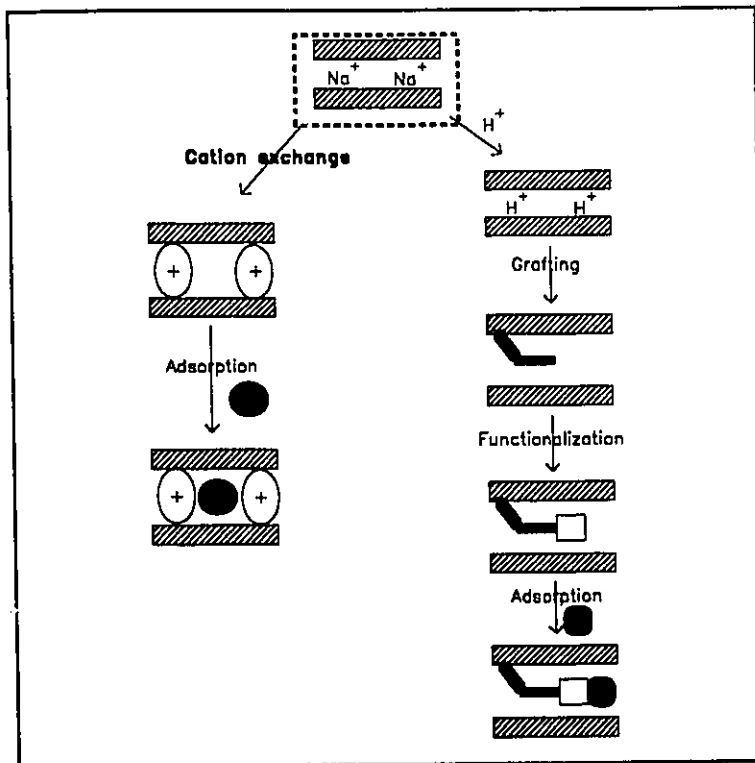 Na+ Na+
H+
Cation exchange
H+ H+
Grafting
+ +
Adsorption
Functionalization
+ +
Adsorption